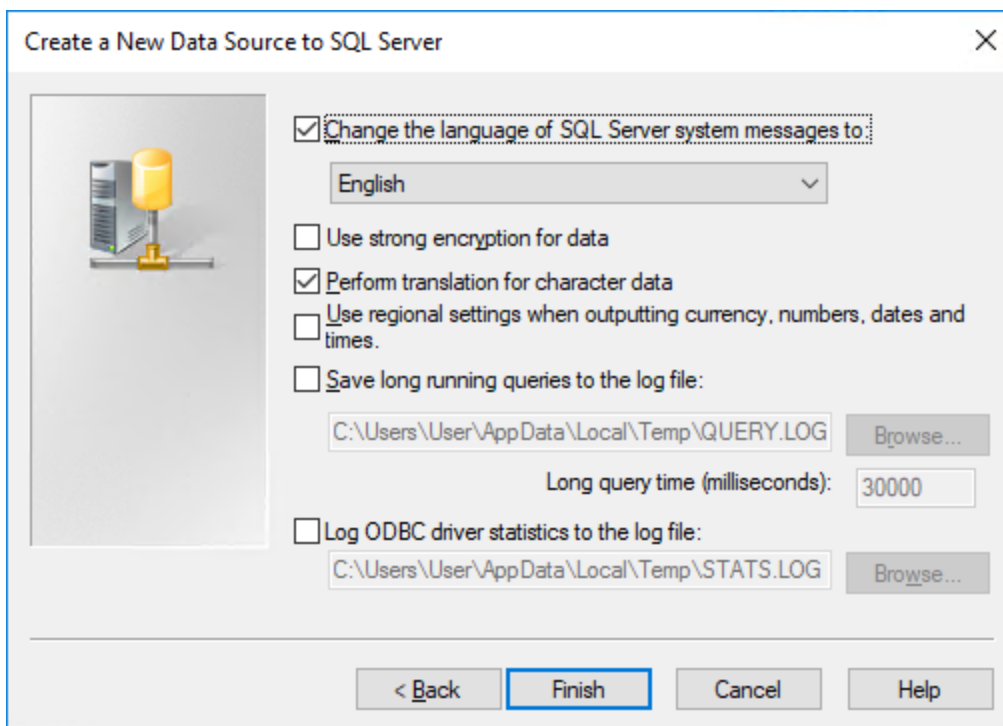 Create a New Data Source to SQL Server
Change the language of SQL Server system messages to:
English
Use strong encryption for data
Perform translation for character data
Use regional settings when outputting currency, numbers, dates and
times.
Save long running queries to the log file:
C:\Users\User\AppData\Local\Temp\QUERY.LOG
Browse...
Long query time (milliseconds):
30000
Log ODBC driver statistics to the log file:
C:\Users\User\AppData\Local\Temp\STATS.LOG
Browse...
< Back
Finish
Cancel
Help